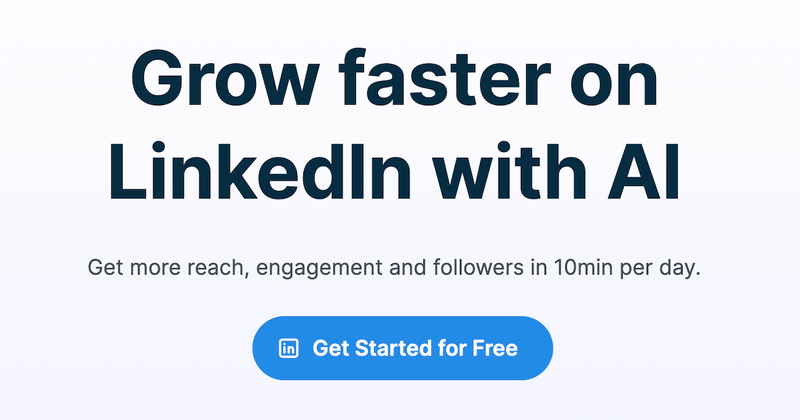 Grow faster on
LinkedIn with AI
Get more reach, engagement and followers in 10min per day.
in Get Started for Free